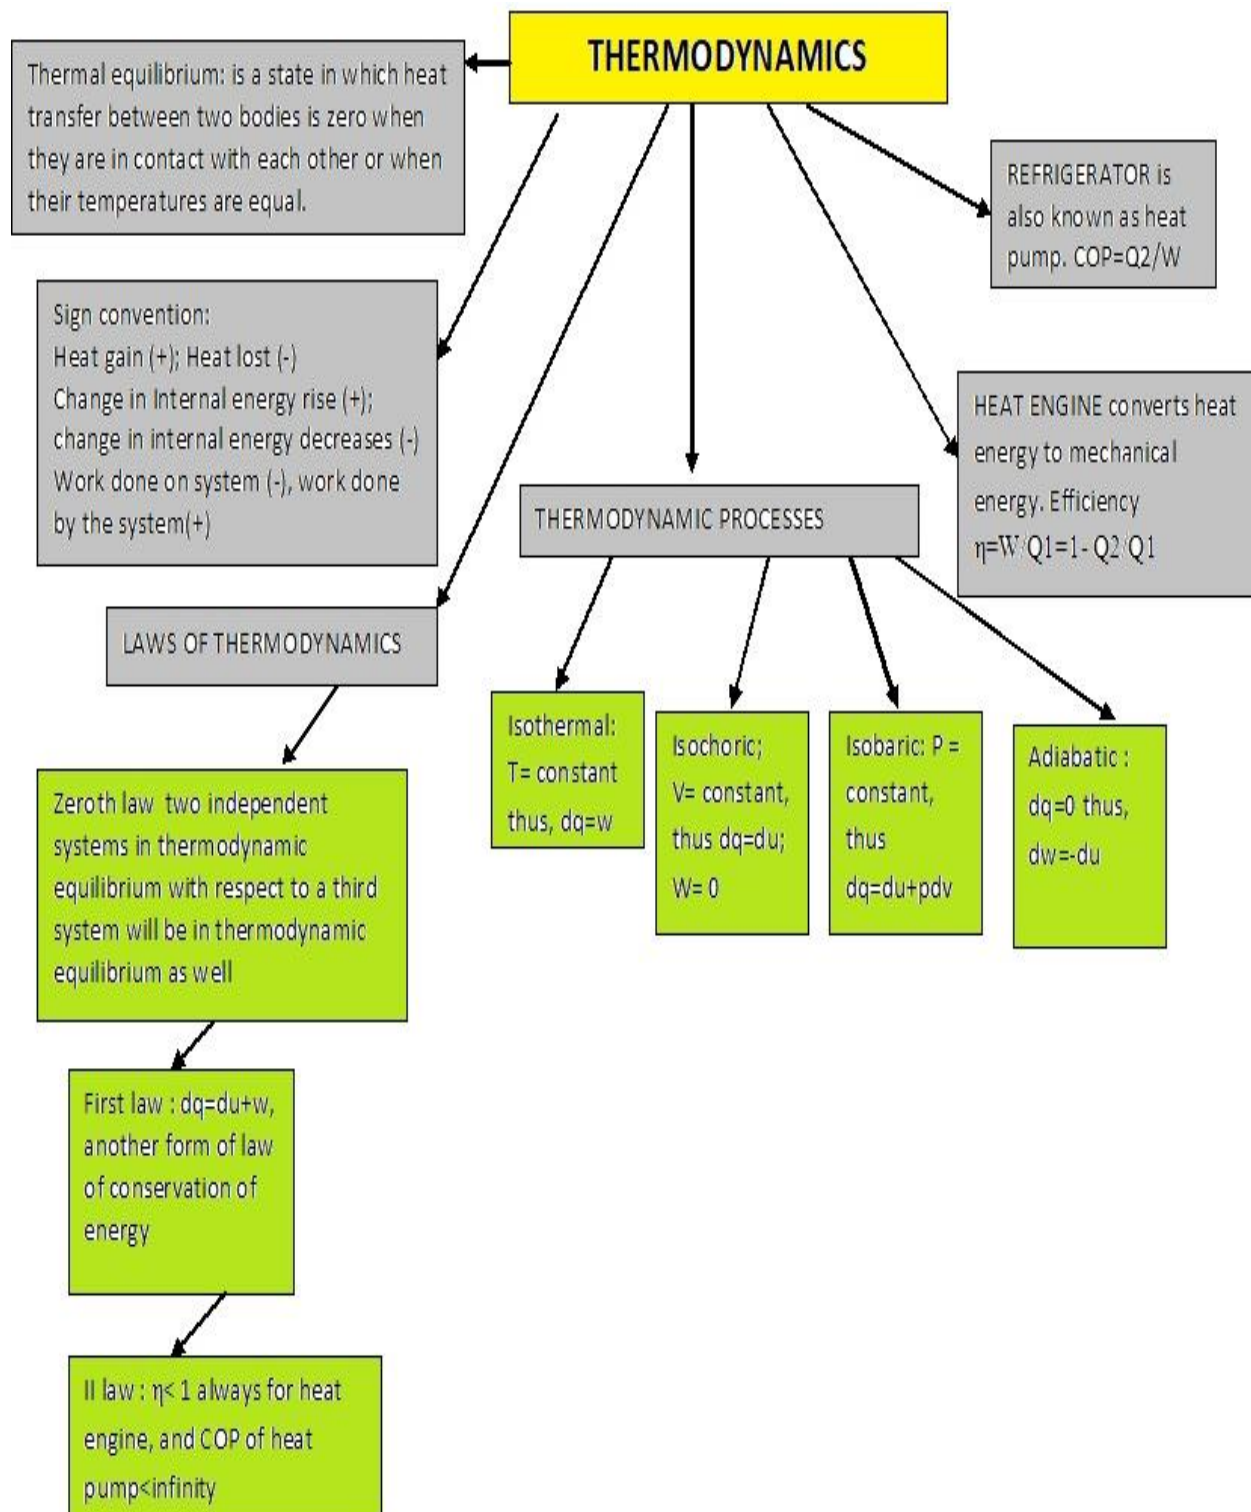 THERMODYNAMICS
Thermal equilibrium: is a state in which heat
transfer between two bodies is zero when
they are in contact with each other or when
their temperatures are equal.
REFRIGERATOR is
also known as heat
pump. COP=Q2/W
Sign convention:
Heat gain (+); Heat lost (-)
Change in Internal energy rise (+);
change in internal energy decreases (-)
Work done on system (-), work done
by the system(+)
HEAT ENGINE converts heat
energy to mechanical
energy. Efficiency
η=W/Q1=1- Q2/Q1
THERMODYNAMIC PROCESSES
LAWS OF THERMODYNAMICS
Isothermal:
T= constant
thus, dq=w
Isochoric;
V= constant,
thus dq=du;
W= 0
Isobaric: P =
constant,
thus
dq=du+pdv
Adiabatic :
dq=0 thus,
dw=-du
Zeroth law two independent
systems in thermodynamic
equilibrium with respect to a third
system will be in thermodynamic
equilibrium as well
First law : dq=du+w,
another form of law
of conservation of
energy
II law : η< 1 always for heat
engine, and COP of heat
pump<infinity